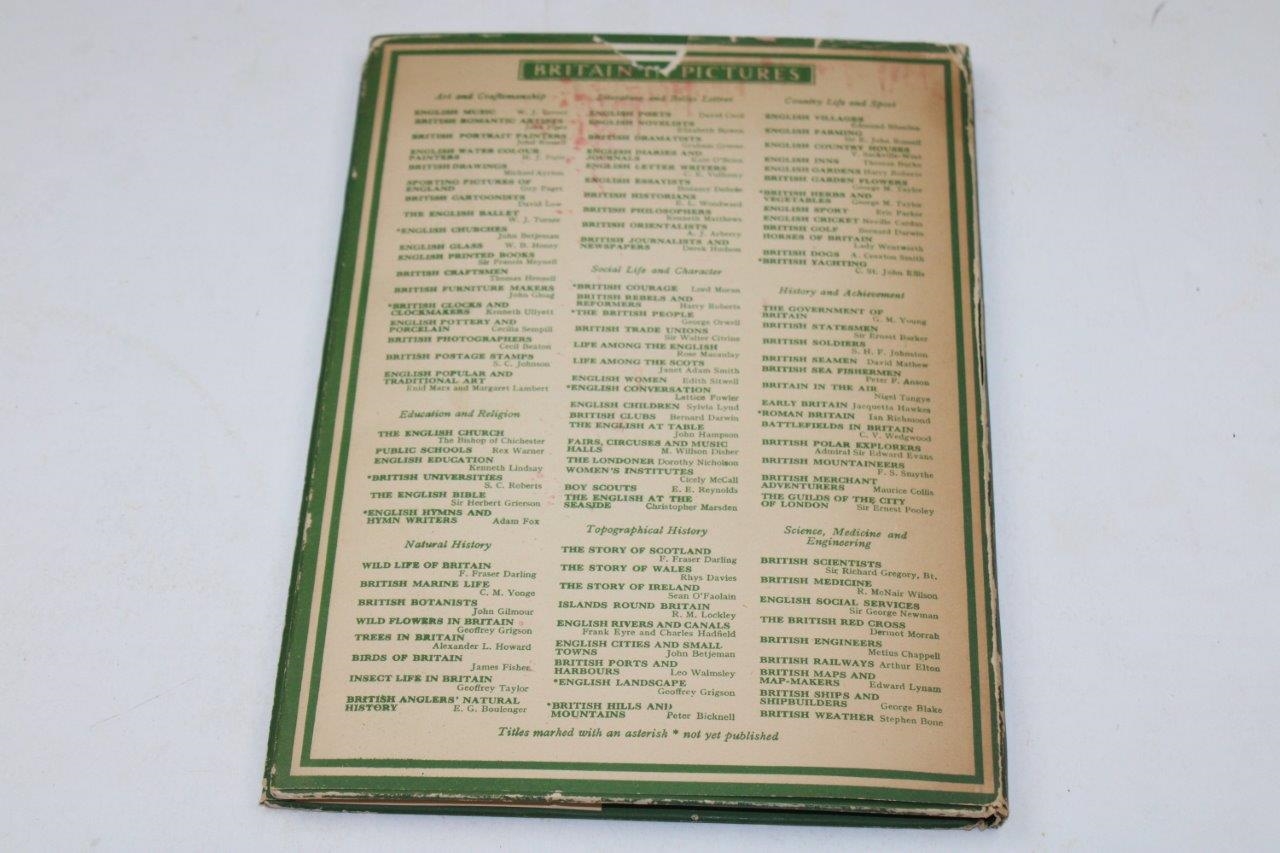 BRITAIN IN PICTURES
Art and Craftsmanship
ENGLISH MUSIC W. J. Turner
BRITISH ROMANTIC ARTISTS
John Piper
BRITISH PORTRAIT PAINTERS
John Russell
ENGLISH WATER COLOUR
PAINTERS H. J. Paris
BRITISH DRAWINGS
Michael Ayrton
SPORTING PICTURES OF
ENGLAND Guy Paget
BRITISH CARTOONISTS
David Low
THE ENGLISH BALLET
W. J. Turner
*ENGLISH CHURCHES
John Betjeman
ENGLISH GLASS W. B. Honey
ENGLISH PRINTED BOOKS
Sir Francis Meynell
BRITISH CRAFTSMEN
Thomas Hennell
BRITISH FURNITURE MAKERS
John Gloag
*BRITISH CLOCKS AND
CLOCKMAKERS Kenneth Ullyett
ENGLISH POTTERY AND
PORCELAIN Cecilia Sempill
BRITISH PHOTOGRAPHERS
Cecil Beaton
BRITISH POSTAGE STAMPS
S. C. Johnson
ENGLISH POPULAR AND
TRADITIONAL ART
Enid Marx and Margaret Lambert
Education and Religion
THE ENGLISH CHURCH
The Bishop of Chichester
PUBLIC SCHOOLS Rex Warner
ENGLISH EDUCATION
Kenneth Lindsay
*BRITISH UNIVERSITIES
S. C. Roberts
THE ENGLISH BIBLE
Sir Herbert Grierson
*ENGLISH HYMNS AND
HYMN WRITERS Adam Fox
Natural History
WILD LIFE OF BRITAIN
F. Fraser Darling
BRITISH MARINE LIFE
C. M. Yonge
BRITISH BOTANISTS
John Gilmour
WILD FLOWERS IN BRITAIN
Geoffrey Grigson
TREES IN BRITAIN
Alexander L. Howard
BIRDS OF BRITAIN
James Fisher
INSECT LIFE IN BRITAIN
Geoffrey Taylor
BRITISH ANGLERS' NATURAL
HISTORY E. G. Boulenger
Literature and Belles Lettres
ENGLISH POETS David Cecil
ENGLISH NOVELISTS
Elizabeth Bowen
BRITISH DRAMATISTS
Graham Greene
ENGLISH DIARIES AND
JOURNALS Kate O'Brien
ENGLISH LETTER WRITERS
C. E. Vulliamy
ENGLISH ESSAYISTS
Bonamy Dobrée
BRITISH HISTORIANS
E. L. Woodward
BRITISH PHILOSOPHERS
Kenneth Matthews
BRITISH ORIENTALISTS
A. J. Arberry
BRITISH JOURNALISTS AND
NEWSPAPERS Derek Hudson
Social Life and Character
*BRITISH COURAGE Lord Moran
BRITISH REBELS AND
REFORMERS Harry Roberts
*THE BRITISH PEOPLE
George Orwell
BRITISH TRADE UNIONS
Sir Walter Citrine
LIFE AMONG THE ENGLISH
Rose Macaulay
LIFE AMONG THE SCOTS
Janet Adam Smith
ENGLISH WOMEN Edith Sitwell
*ENGLISH CONVERSATION
Lettice Fowler
ENGLISH CHILDREN Sylvia Lynd
BRITISH CLUBS Bernard Darwin
THE ENGLISH AT TABLE
John Hampson
FAIRS, CIRCUSES AND MUSIC
HALLS M. Willson Disher
THE LONDONER Dorothy Nicholson
WOMEN'S INSTITUTES
Cicely McCall
BOY SCOUTS E. E. Reynolds
THE ENGLISH AT THE
SEASIDE Christopher Marsden
Topographical History
THE STORY OF SCOTLAND
F. Fraser Darling
THE STORY OF WALES
Rhys Davies
THE STORY OF IRELAND
Sean O'Faolain
ISLANDS ROUND BRITAIN
R. M. Lockley
ENGLISH RIVERS AND CANALS
Frank Eyre and Charles Hadfield
ENGLISH CITIES AND SMALL
TOWNS John Betjeman
BRITISH PORTS AND
HARBOURS Leo Walmsley
*ENGLISH LANDSCAPE
Geoffrey Grigson
*BRITISH HILLS AND
MOUNTAINS Peter Bicknell
Country Life and Sport
ENGLISH VILLAGES
Edmund Blunden
ENGLISH FARMING
Sir E. John Russell
ENGLISH COUNTRY HOUSES
V. Sackville-West
ENGLISH INNS Thomas Burke
ENGLISH GARDENS Harry Roberts
BRITISH GARDEN FLOWERS
George M. Taylor
*BRITISH HERBS AND
VEGETABLES George M. Taylor
ENGLISH SPORT Eric Parker
ENGLISH CRICKET Neville Cardus
BRITISH GOLF Bernard Darwin
HORSES OF BRITAIN
Lady Wentworth
BRITISH DOGS A. Croxton Smith
*BRITISH YACHTING
C. St. John Ellis
History and Achievement
THE GOVERNMENT OF
BRITAIN G. M. Young
BRITISH STATESMEN
Sir Ernest Barker
BRITISH SOLDIERS
S. H. F. Johnston
BRITISH SEAMEN David Mathew
BRITISH SEA FISHERMEN
Peter F. Anson
BRITAIN IN THE AIR
Nigel Tangye
EARLY BRITAIN Jacquetta Hawkes
*ROMAN BRITAIN Ian Richmond
BATTLEFIELDS IN BRITAIN
C. V. Wedgwood
BRITISH POLAR EXPLORERS
Admiral Sir Edward Evans
BRITISH MOUNTAINEERS
F. S. Smythe
BRITISH MERCHANT
ADVENTURERS Maurice Collis
THE GUILDS OF THE CITY
OF LONDON Sir Ernest Pooley
Science, Medicine and
Engineering
BRITISH SCIENTISTS
Sir Richard Gregory, Bt.
BRITISH MEDICINE
R. McNair Wilson
ENGLISH SOCIAL SERVICES
Sir George Newman
THE BRITISH RED CROSS
Dermot Morrah
BRITISH ENGINEERS
Metius Chappell
BRITISH RAILWAYS Arthur Elton
BRITISH MAPS AND
MAP-MAKERS Edward Lynam
BRITISH SHIPS AND
SHIPBUILDERS George Blake
BRITISH WEATHER Stephen Bone
Titles marked with an asterisk * not yet published